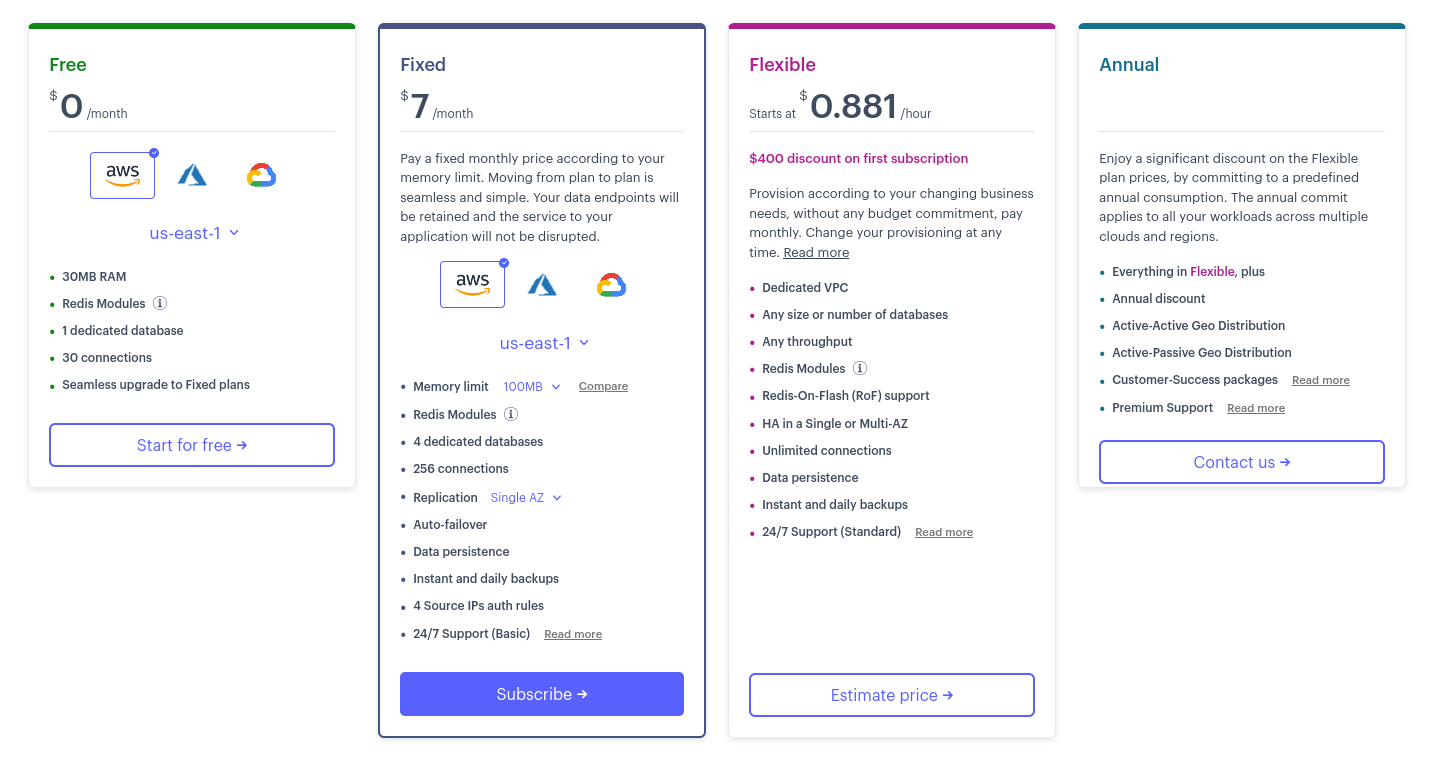 Free
$0 /month
aws
us-east-1
• 30MB RAM
• Redis Modules
• 1 dedicated database
• 30 connections
• Seamless upgrade to Fixed plans
Start for free →
Fixed
$7 /month
Pay a fixed monthly price according to your
memory limit. Moving from plan to plan is
seamless and simple. Your data endpoints will
be retained and the service to your
application will not be disrupted.
aws
us-east-1
• Memory limit 100MB Compare
• Redis Modules
• 4 dedicated databases
• 256 connections
• Replication Single AZ
• Auto-failover
• Data persistence
• Instant and daily backups
• 4 Source IPs auth rules
• 24/7 Support (Basic) Read more
Subscribe →
Flexible
Starts at $0.881 /hour
$400 discount on first subscription
Provision according to your changing business
needs, without any budget commitment, pay
monthly. Change your provisioning at any
time. Read more
• Dedicated VPC
• Any size or number of databases
• Any throughput
• Redis Modules
• Redis-On-Flash (RoF) support
• HA in a Single or Multi-AZ
• Unlimited connections
• Data persistence
• Instant and daily backups
• 24/7 Support (Standard) Read more
Estimate price →
Annual
Enjoy a significant discount on the Flexible
plan prices, by committing to a predefined
annual consumption. The annual commit
applies to all your workloads across multiple
clouds and regions.
• Everything in Flexible, plus
• Annual discount
• Active-Active Geo Distribution
• Active-Passive Geo Distribution
• Customer-Success packages Read more
• Premium Support Read more
Contact us →